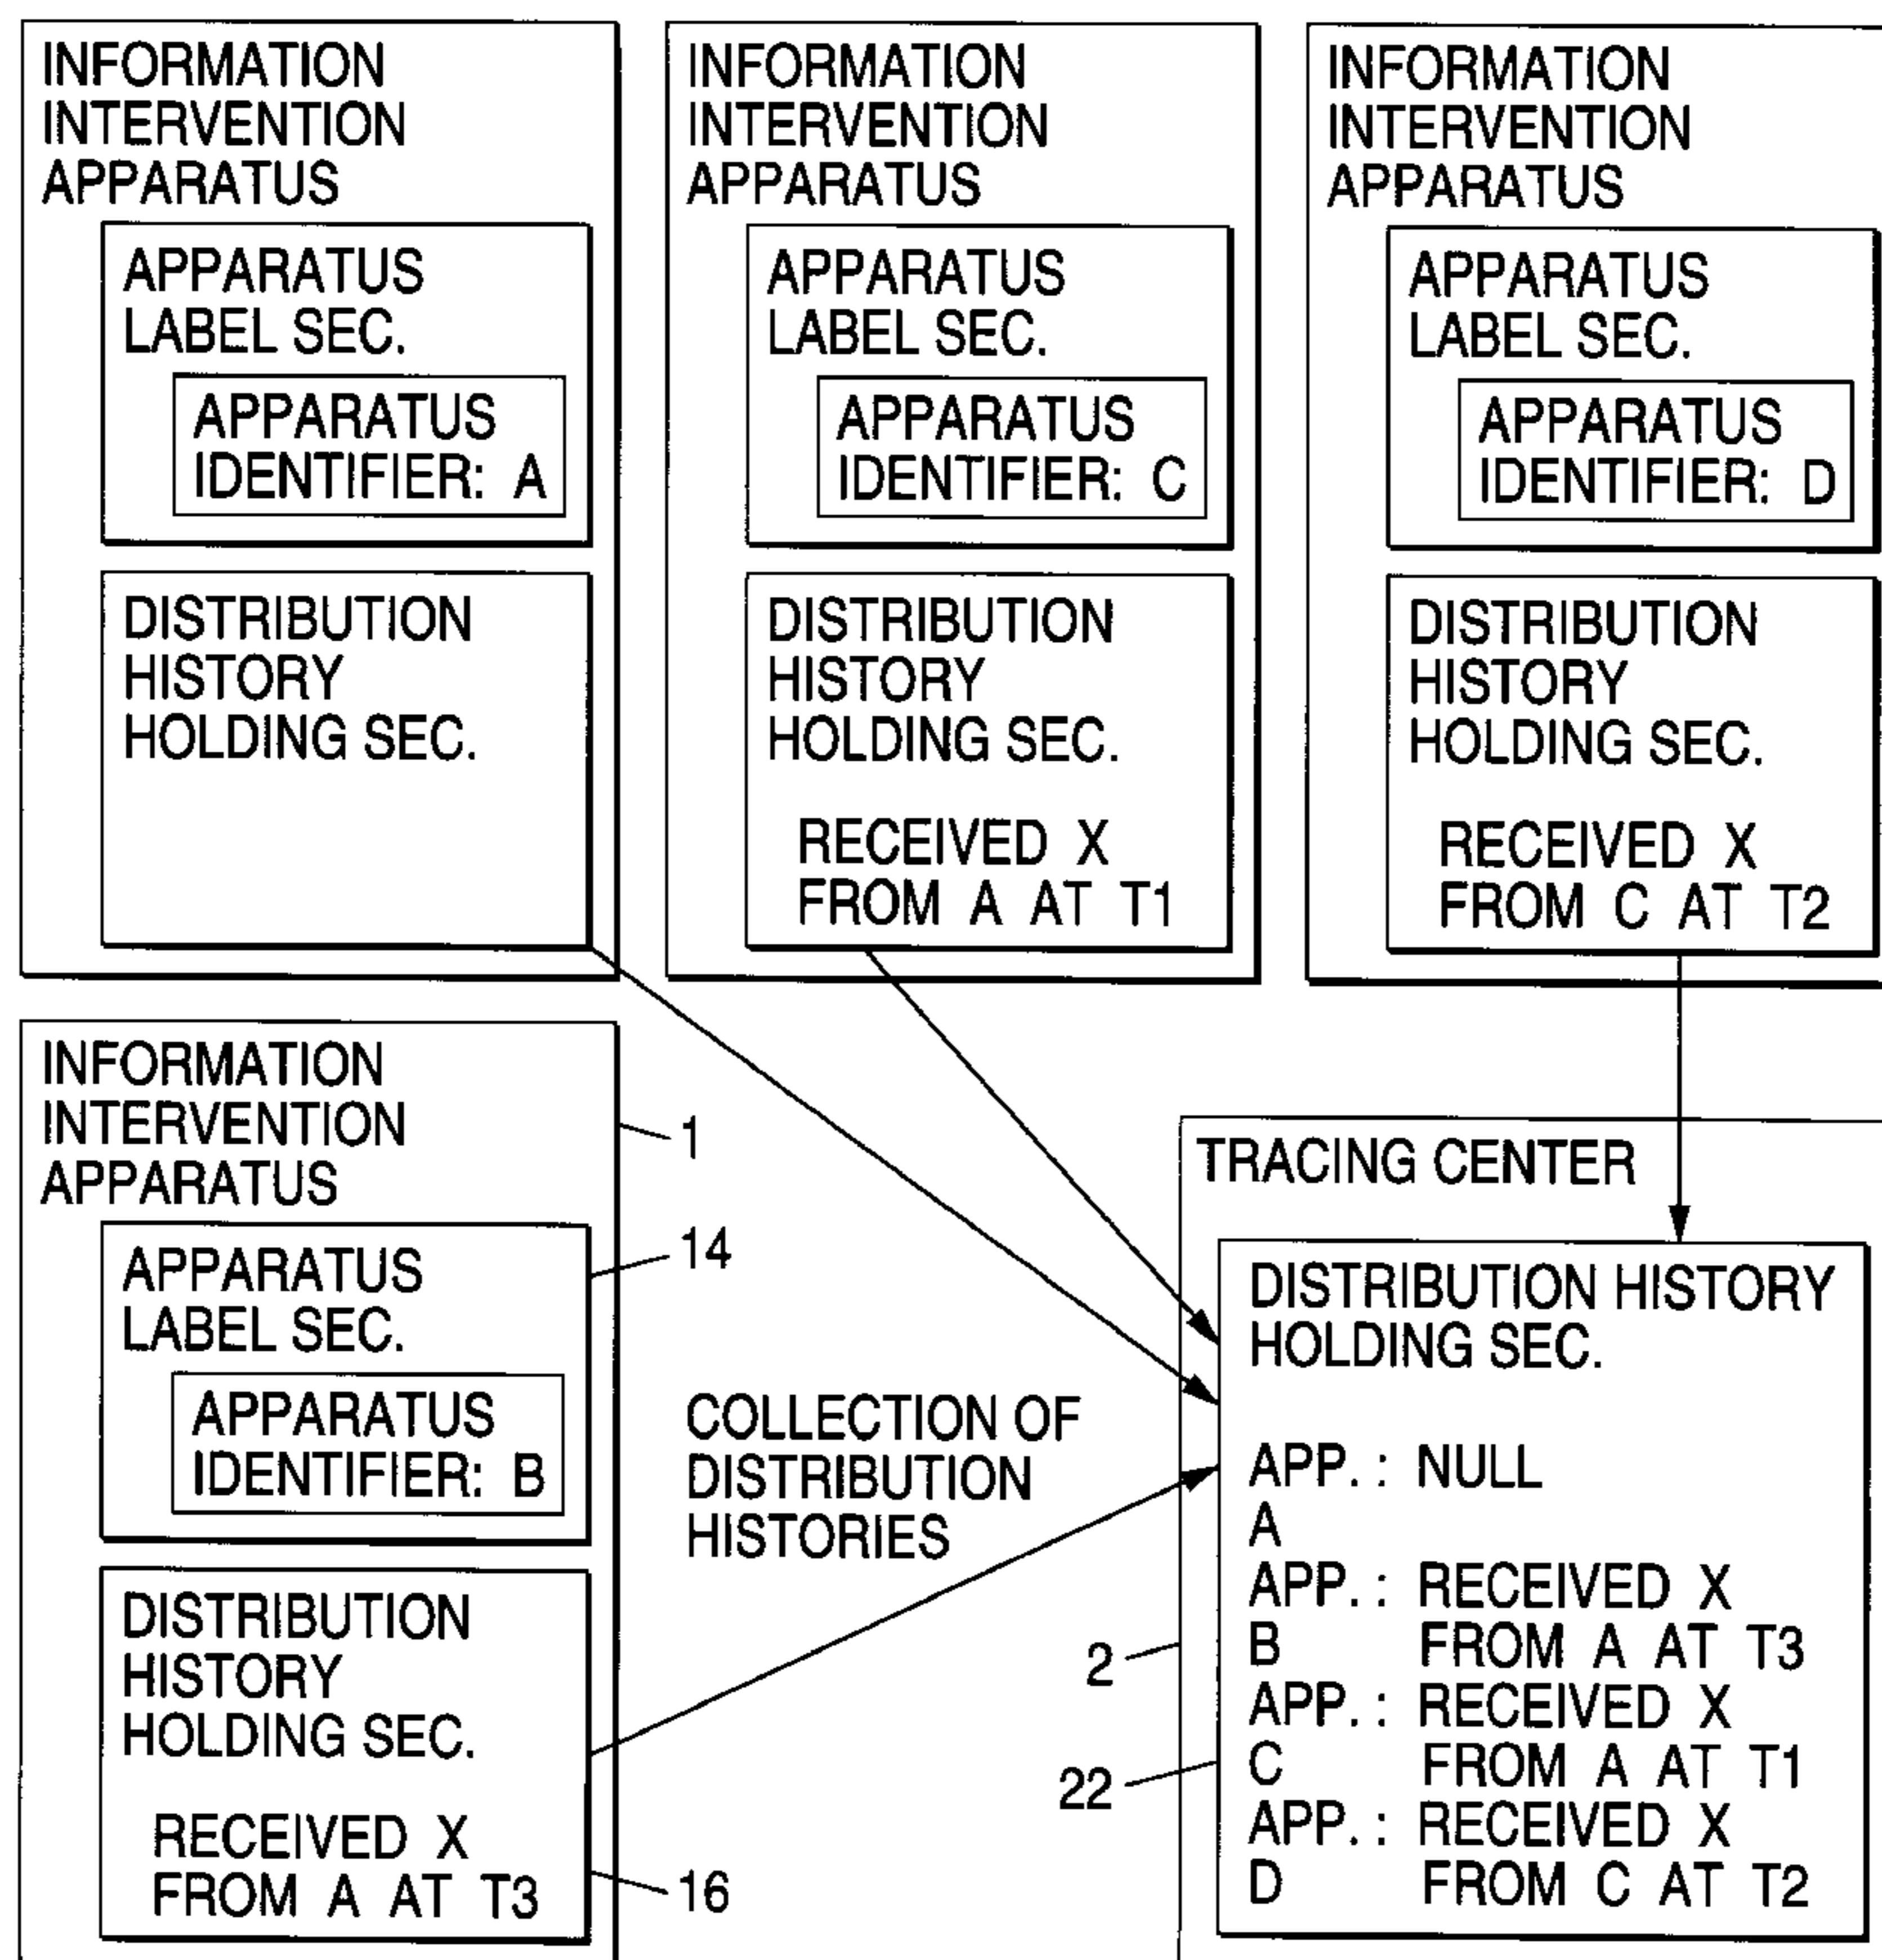 INFORMATION
INTERVENTION
APPARATUS
APPARATUS
LABEL SEC.
APPARATUS
IDENTIFIER: A
DISTRIBUTION
HISTORY
HOLDING SEC.
INFORMATION
INTERVENTION
APPARATUS
APPARATUS
LABEL SEC.
APPARATUS
IDENTIFIER: C
DISTRIBUTION
HISTORY
HOLDING SEC.
RECEIVED X
FROM A AT T1
INFORMATION
INTERVENTION
APPARATUS
APPARATUS
LABEL SEC.
APPARATUS
IDENTIFIER: D
DISTRIBUTION
HISTORY
HOLDING SEC.
RECEIVED X
FROM C AT T2
INFORMATION
INTERVENTION
APPARATUS
1
APPARATUS
LABEL SEC.
14
APPARATUS
IDENTIFIER: B
DISTRIBUTION
HISTORY
HOLDING SEC.
RECEIVED X
FROM A AT T3
16
COLLECTION OF
DISTRIBUTION
HISTORIES
TRACING CENTER
2
DISTRIBUTION HISTORY
HOLDING SEC.
22
APP. : NULL
A
APP. : RECEIVED X
B FROM A AT T3
APP. : RECEIVED X
C FROM A AT T1
APP. : RECEIVED X
D FROM C AT T2